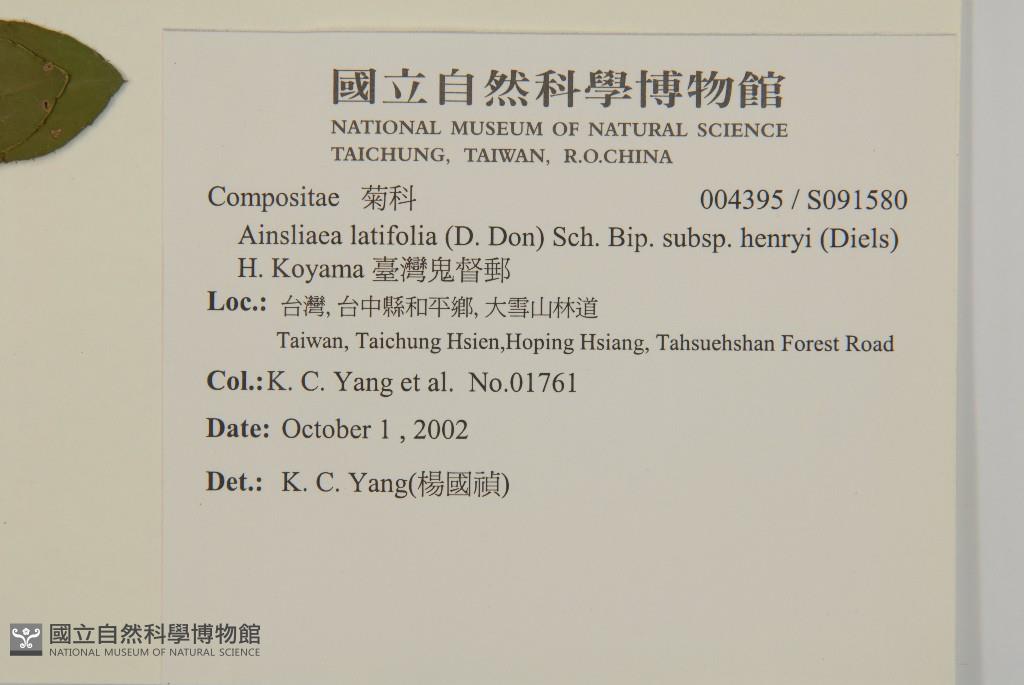 國立自然科學博物館
NATIONAL MUSEUM OF NATURAL SCIENCE
TAICHUNG, TAIWAN, R.O.CHINA
Compositae 菊科 004395 / S091580
Ainsliaea latifolia (D. Don) Sch. Bip. subsp. henryi (Diels)
H. Koyama 臺灣鬼督郵
Loc.: 台灣, 台中縣和平鄉, 大雪山林道
Taiwan, Taichung Hsien,Hoping Hsiang, Tahsuehshan Forest Road
Col.:K. C. Yang et al. No.01761
Date: October 1 , 2002
Det.: K. C. Yang(楊國禎)
國立自然科學博物館
NATIONAL MUSEUM OF NATURAL SCIENCE